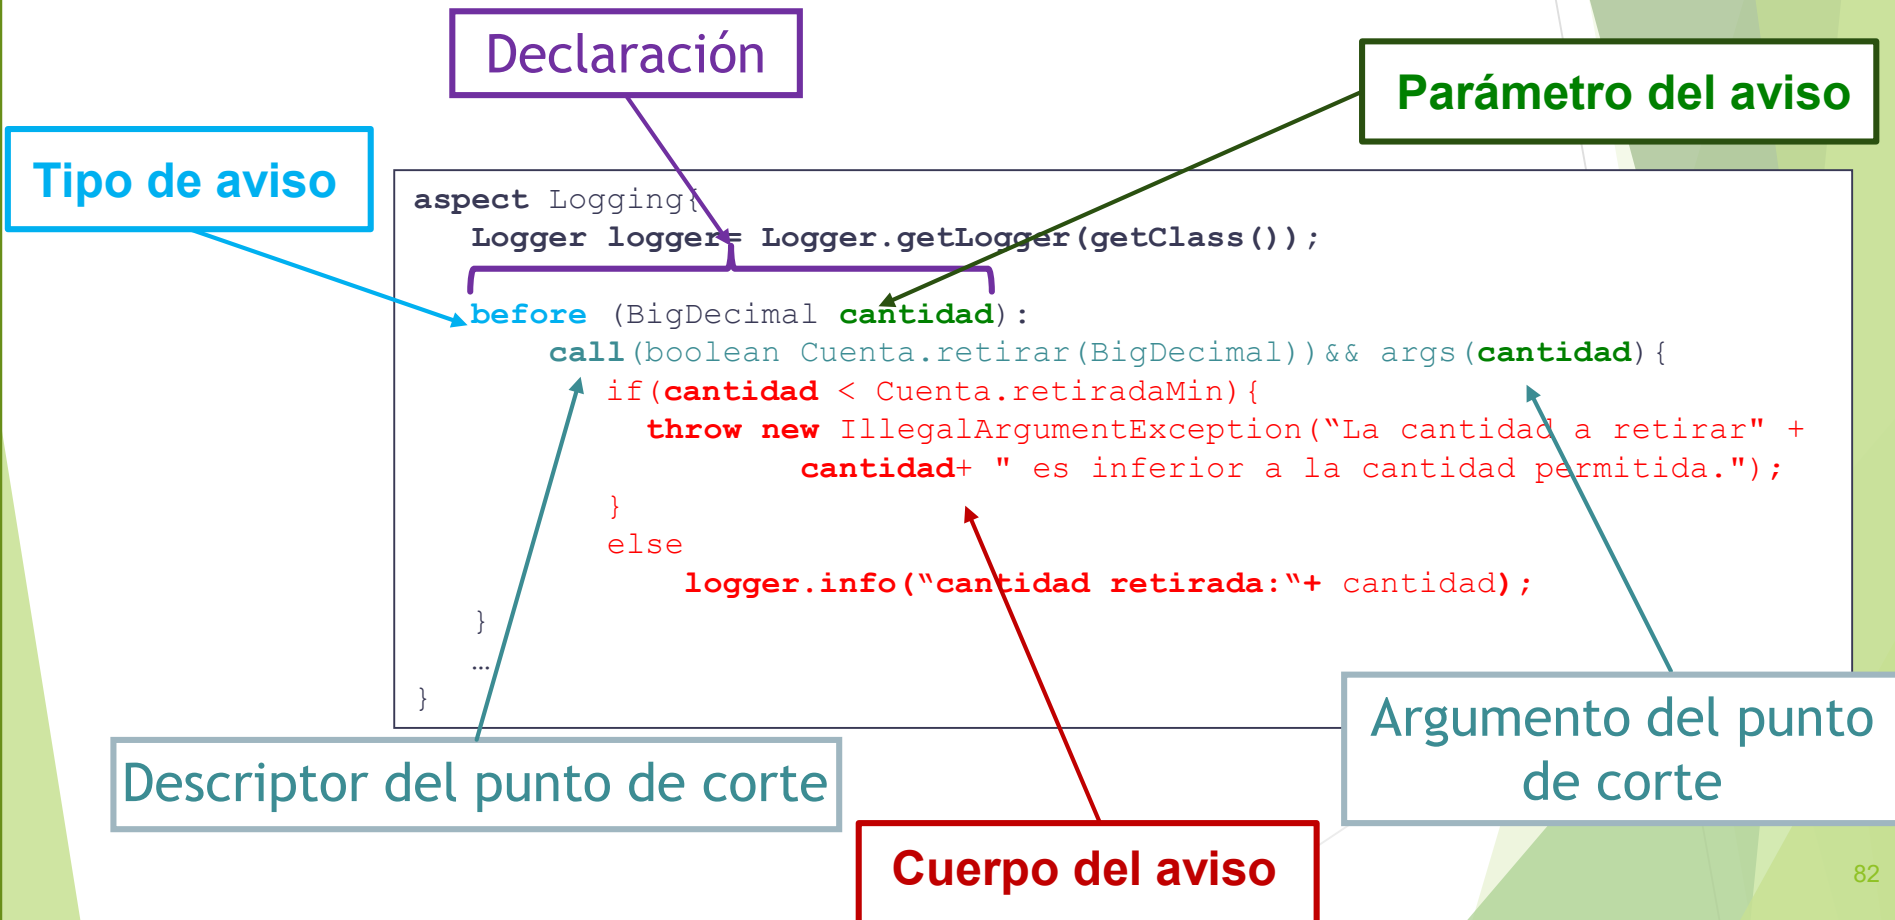 Declaración
Parámetro del aviso
Tipo de aviso
aspect Logging{
Logger logger= Logger.getLogger(getClass());
before (BigDecimal cantidad):
call(boolean Cuenta.retirar(BigDecimal))&& args(cantidad){
if(cantidad < Cuenta.retiradaMin){
throw new IllegalArgumentException(“La cantidad a retirar" +
cantidad+ " es inferior a la cantidad permitida.");
}
else
logger.info(“cantidad retirada:“+ cantidad);
}
…
}
Argumento del punto
de corte
Descriptor del punto de corte
Cuerpo del aviso
82